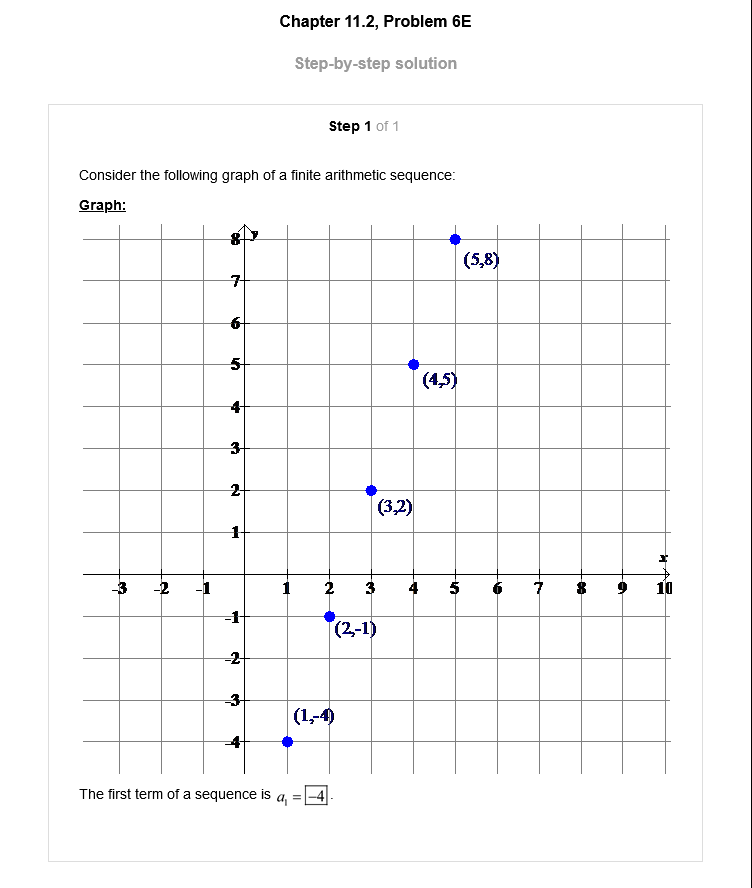 Chapter 11.2, Problem 6E
Step-by-step solution
Step 1 of 1
Consider the following graph of a finite arithmetic sequence:
Graph:
8 y
(5,8)
7
6
5
(4,5)
4
3
2
(3,2)
1
x
-3 -2 -1 1 2 3 4 5 6 7 8 9 10
-1
(2,-1)
-2
-3
(1,-4)
-4
The first term of a sequence is a₁ = -4.